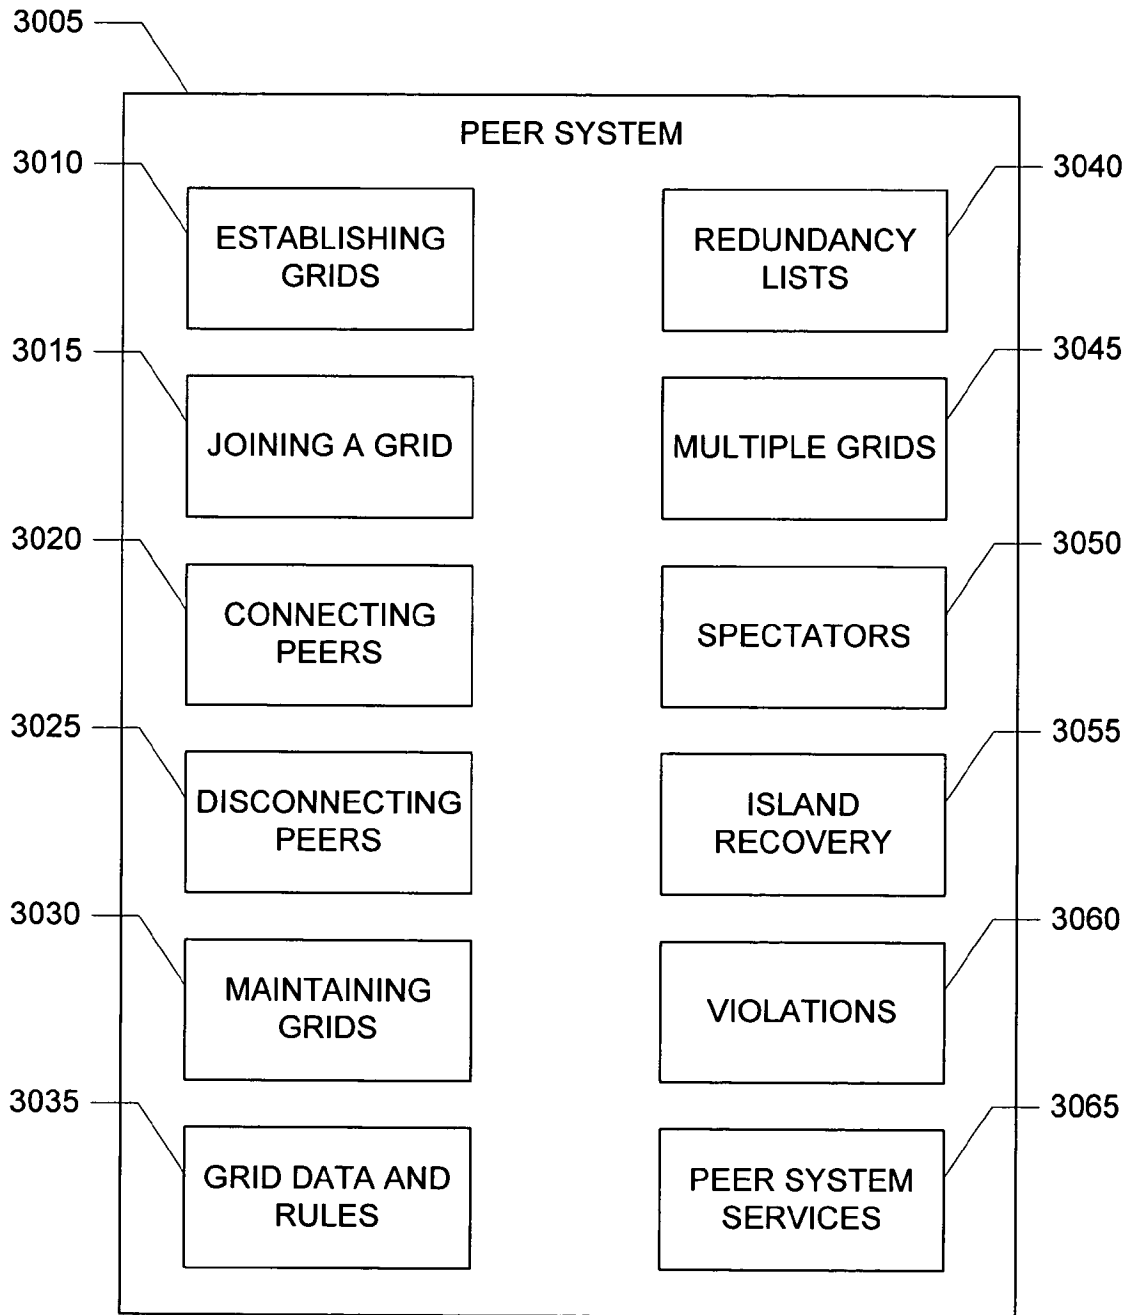 3005
PEER SYSTEM
3010
ESTABLISHING
GRIDS
3015
JOINING A GRID
3020
CONNECTING
PEERS
3025
DISCONNECTING
PEERS
3030
MAINTAINING
GRIDS
3035
GRID DATA AND
RULES
3040
REDUNDANCY
LISTS
3045
MULTIPLE GRIDS
3050
SPECTATORS
3055
ISLAND
RECOVERY
3060
VIOLATIONS
3065
PEER SYSTEM
SERVICES